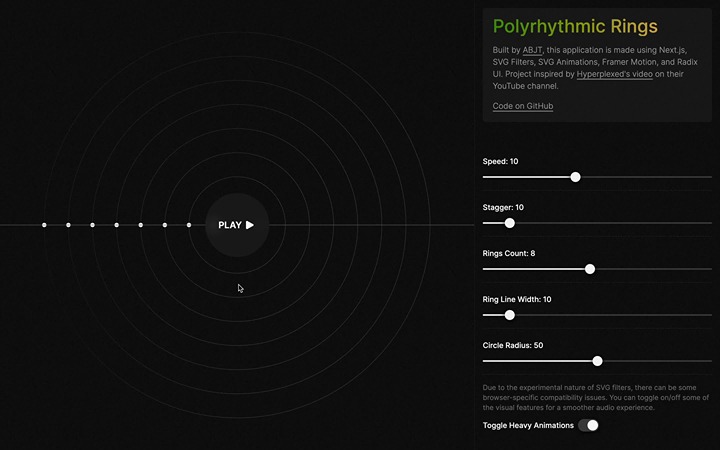 PLAY
Polyrhythmic Rings
Built by ABJT, this application is made using Next.js,
SVG Filters, SVG Animations, Framer Motion, and Radix
UI. Project inspired by Hyperplexed's video on their
YouTube channel.
Code on GitHub
Speed: 10
Stagger: 10
Rings Count: 8
Ring Line Width: 10
Circle Radius: 50
Due to the experimental nature of SVG filters, there can be some
browser-specific compatibility issues. You can toggle on/off some of
the visual features for a smoother audio experience.
Toggle Heavy Animations